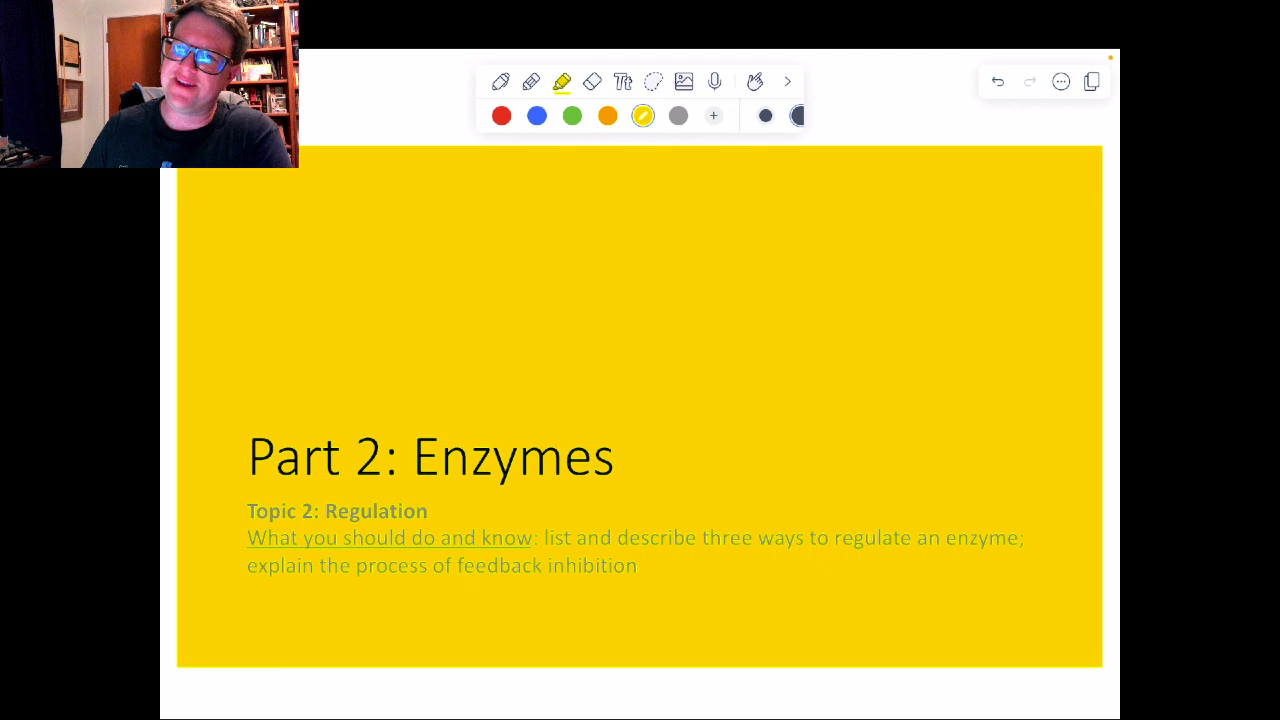 Part 2: Enzymes
Topic 2: Regulation
What you should do and know: list and describe three ways to regulate an enzyme;
explain the process of feedback inhibition